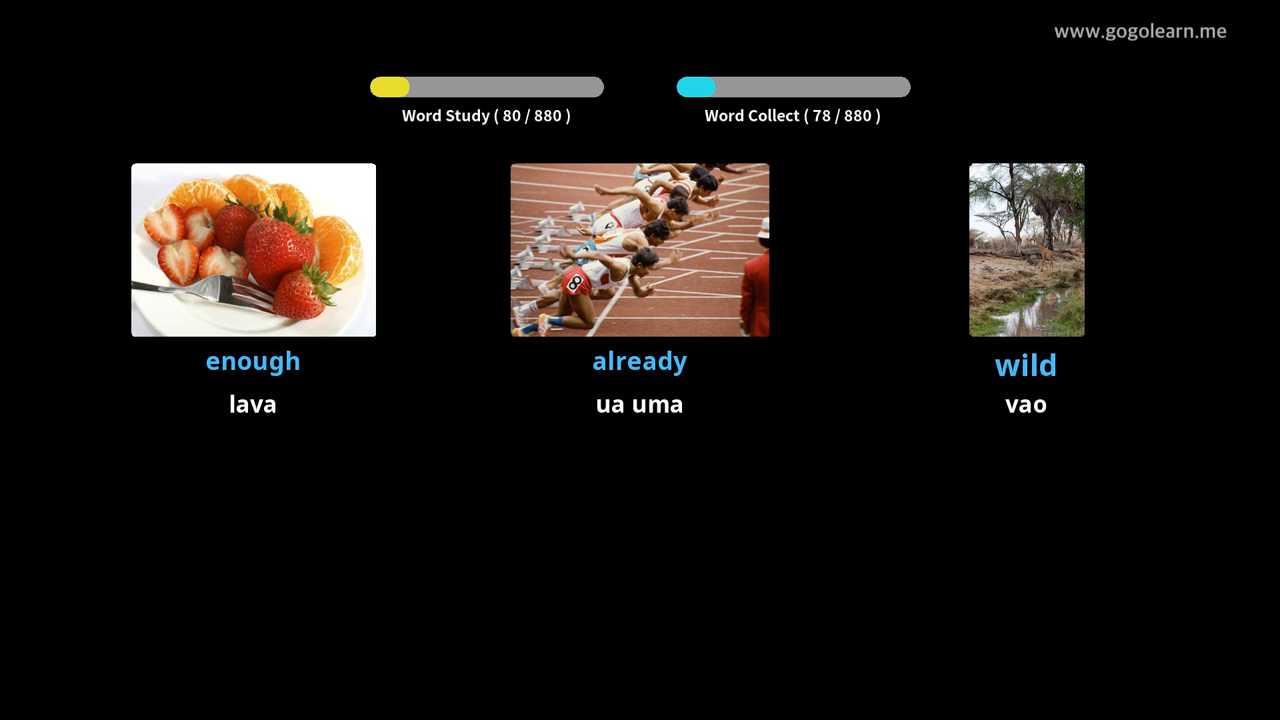 www.gogolearn.me
Word Study ( 80 / 880 )
Word Collect ( 78 / 880 )
enough
already
wild
lava
ua uma
vao